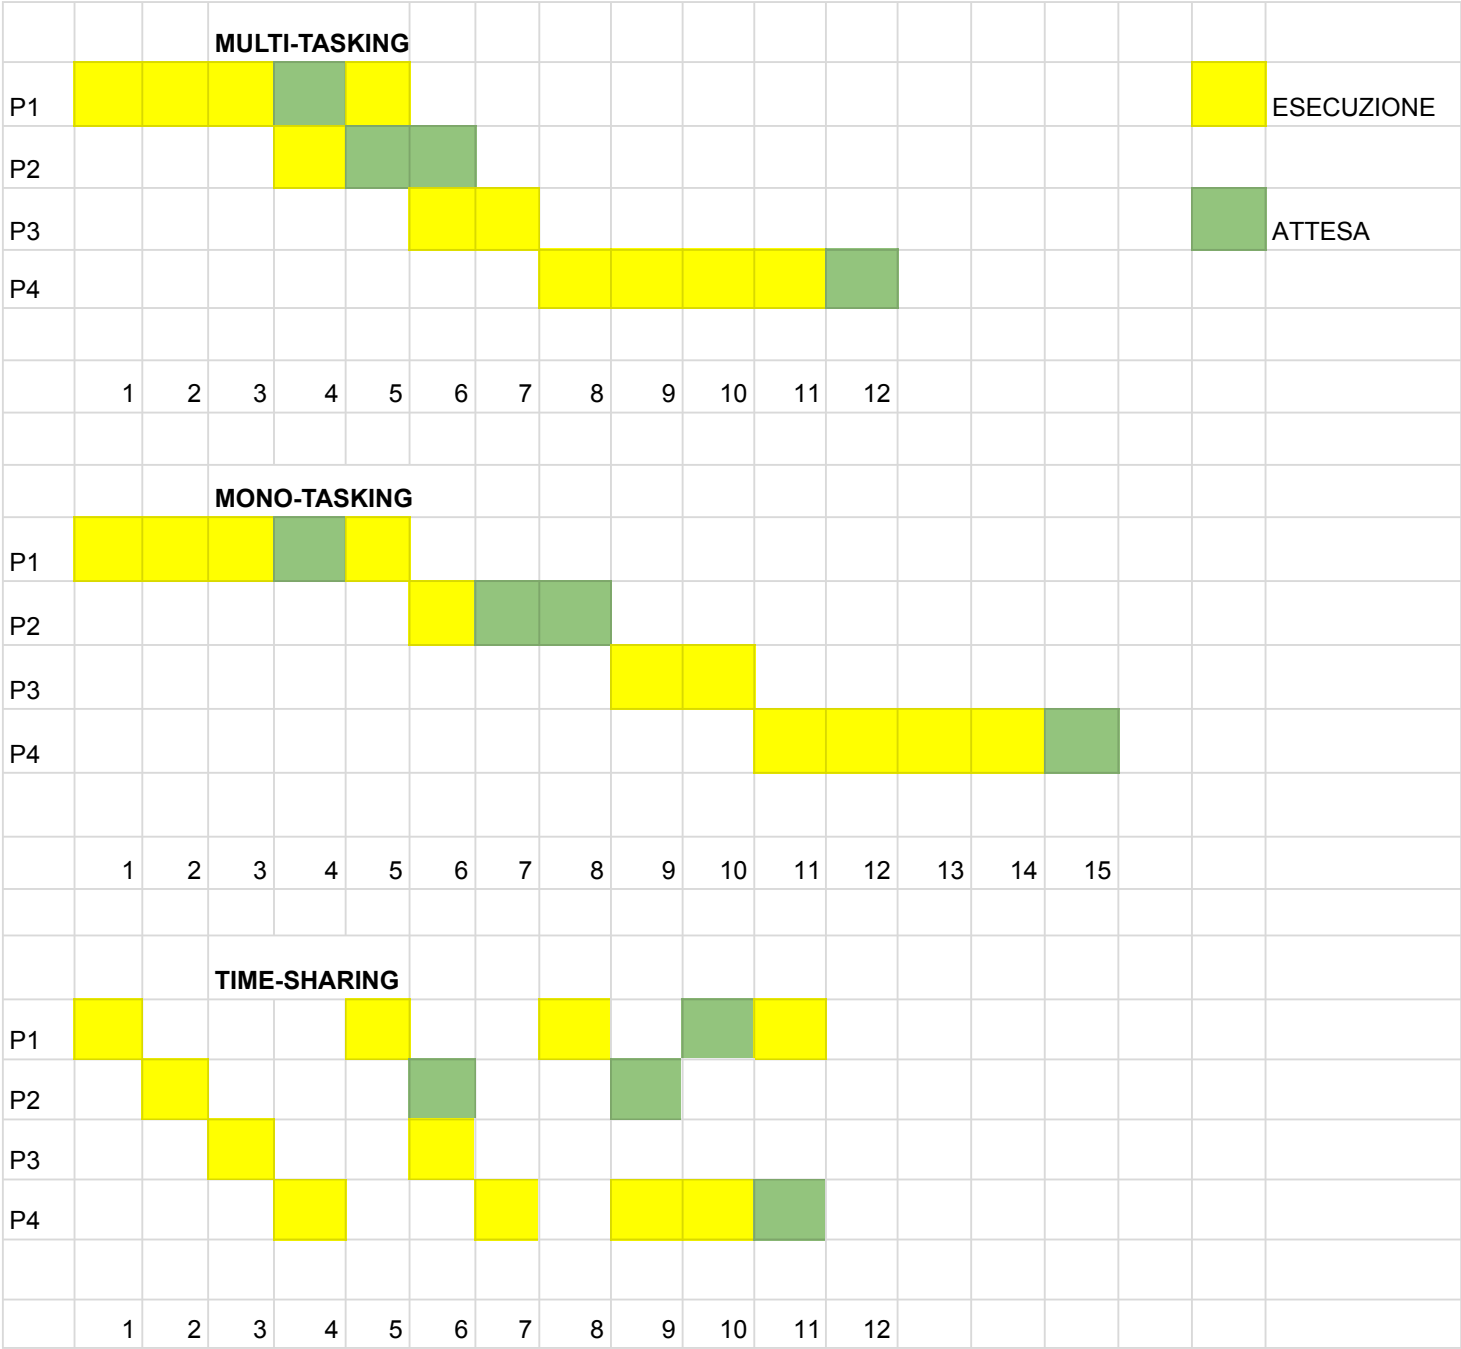 MULTI-TASKING
P1 ESECUZIONE
P2
P3 ATTESA
P4
1 2 3 4 5 6 7 8 9 10 11 12
MONO-TASKING
P1
P2
P3
P4
1 2 3 4 5 6 7 8 9 10 11 12 13 14 15
TIME-SHARING
P1
P2
P3
P4
1 2 3 4 5 6 7 8 9 10 11 12